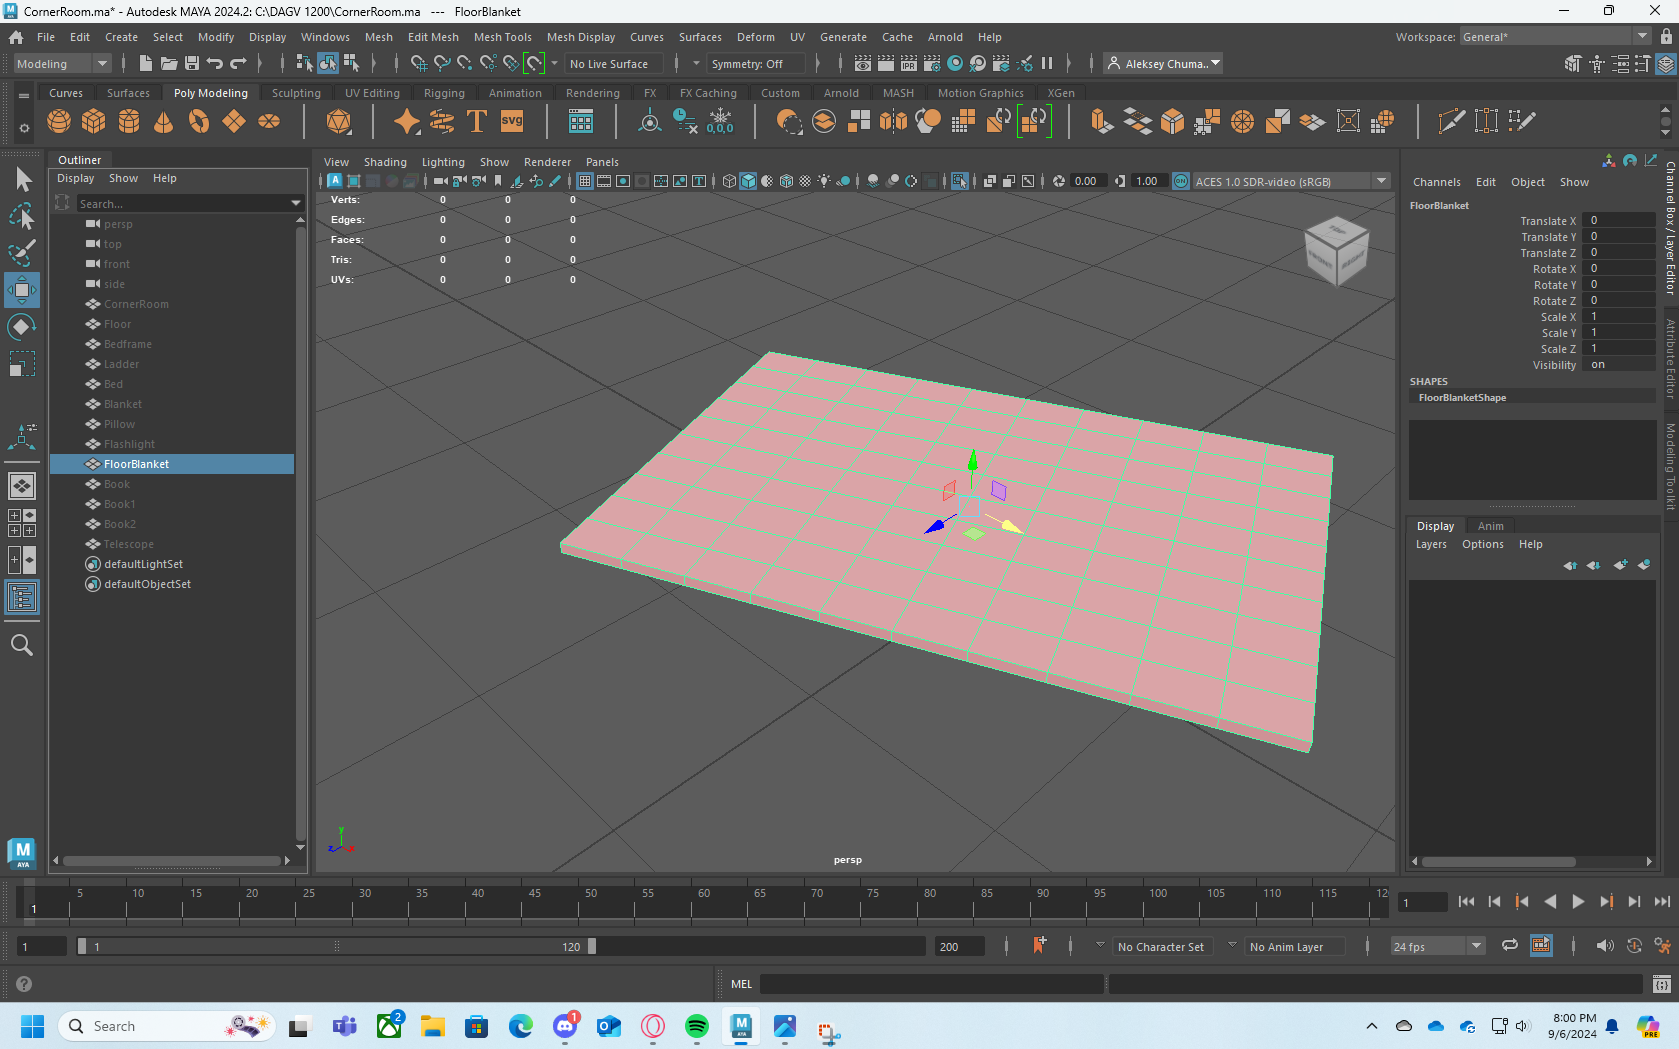 CornerRoom.ma* - Autodesk MAYA 2024.2: C:\DAGV 1200\CornerRoom.ma --- FloorBlanket
File Edit Create Select Modify Display Windows Mesh Edit Mesh Mesh Tools Mesh Display Curves Surfaces Deform UV Generate Cache Arnold Help
Workspace: General*
Modeling
No Live Surface
Symmetry: Off
Aleksey Chuma..
Curves Surfaces Poly Modeling Sculpting UV Editing Rigging Animation Rendering FX FX Caching Custom Arnold MASH Motion Graphics XGen
SVG
0,0,0
Outliner
Display Show Help
Search...
persp
top
front
side
CornerRoom
Floor
Bedframe
Ladder
Bed
Blanket
Pillow
Flashlight
FloorBlanket
Book
Book1
Book2
Telescope
defaultLightSet
defaultObjectSet
View Shading Lighting Show Renderer Panels
0.00
1.00
ACES 1.0 SDR-video (sRGB)
Verts: 0 0 0
Edges: 0 0 0
Faces: 0 0 0
Tris: 0 0 0
UVs: 0 0 0
FRONT
RIGHT
persp
Channels Edit Object Show
FloorBlanket
Translate X 0
Translate Y 0
Translate Z 0
Rotate X 0
Rotate Y 0
Rotate Z 0
Scale X 1
Scale Y 1
Scale Z 1
Visibility on
SHAPES
FloorBlanketShape
Display Anim
Layers Options Help
Channel Box / Layer Editor
Attribute Editor
Modeling Toolkit
M
AYA
1 5 10 15 20 25 30 35 40 45 50 55 60 65 70 75 80 85 90 95 100 105 110 115 12
1
1
1
120
200
No Character Set
No Anim Layer
24 fps
MEL
Search
2
1
8:00 PM
9/6/2024
PRE